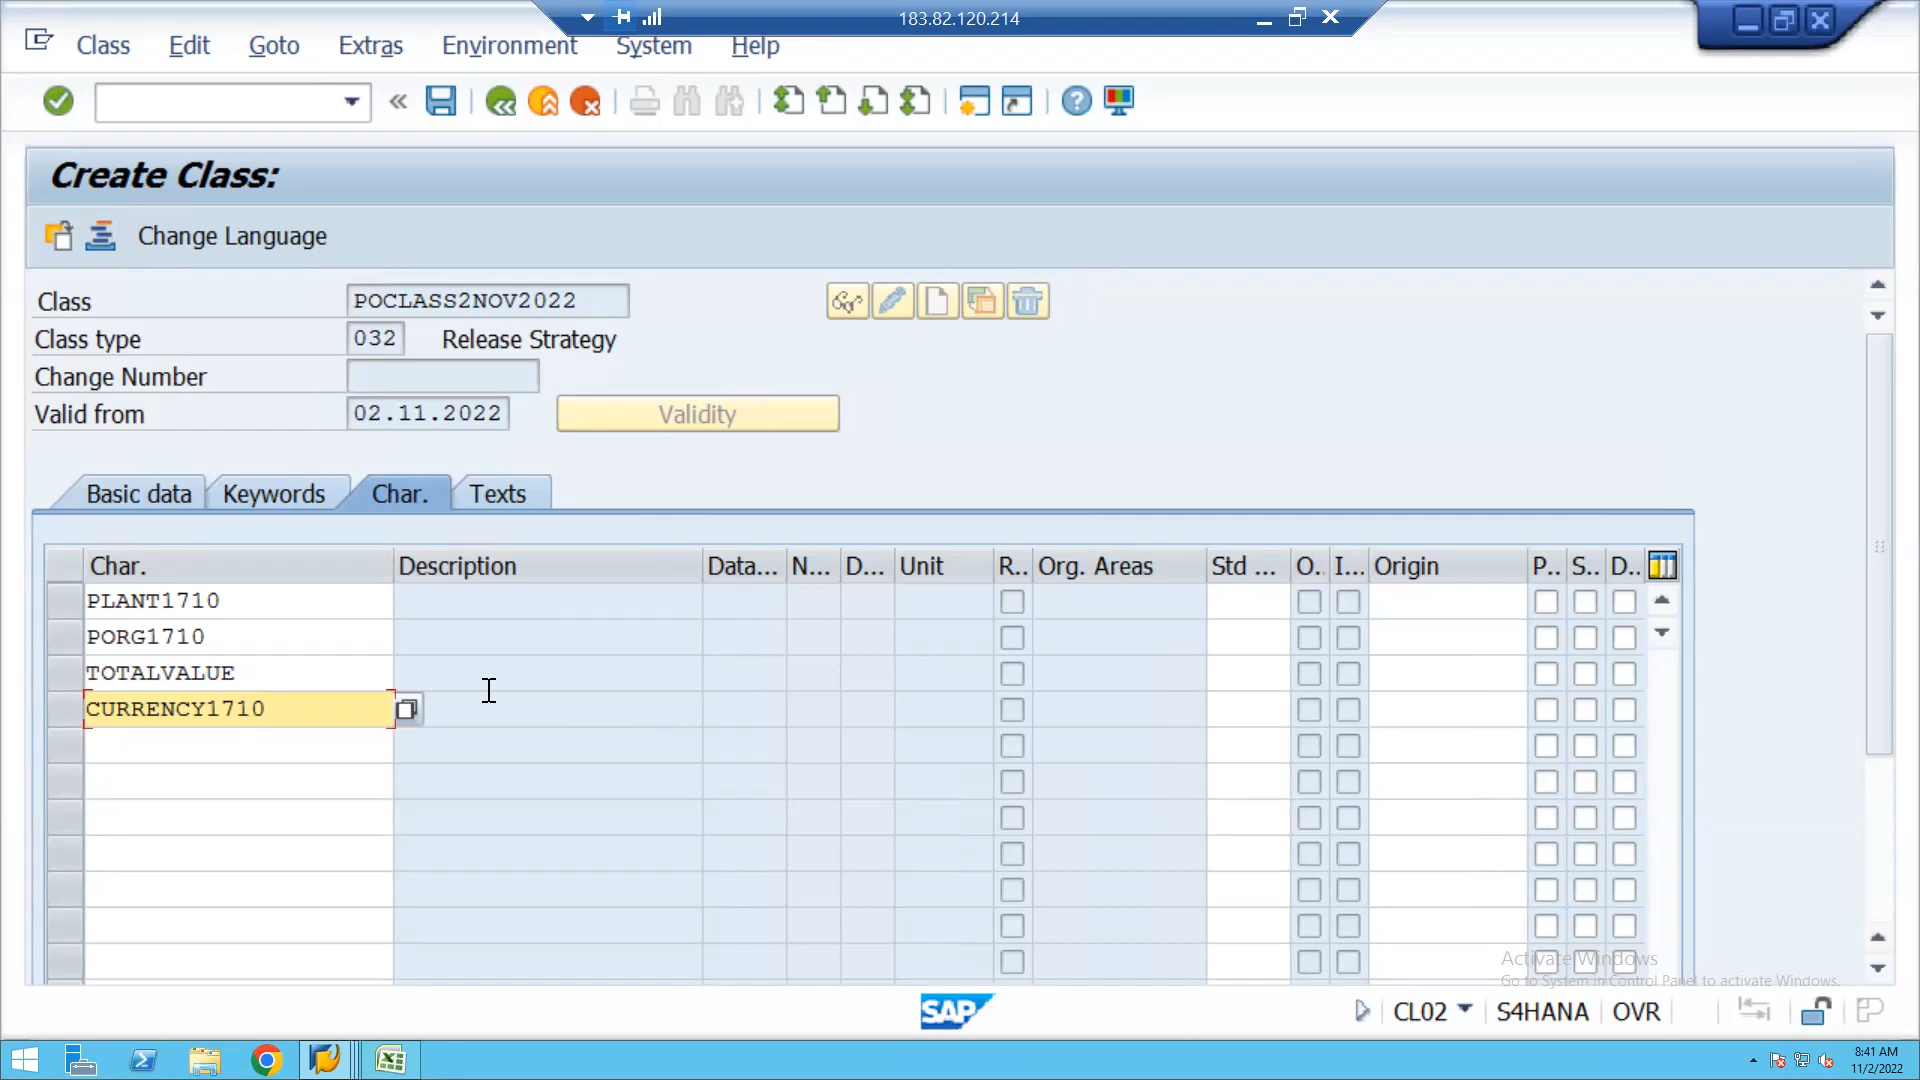 183.82.120.214
Class Edit Goto Extras Environment System Help
Create Class:
Change Language
Class POCLASS2NOV2022
Class type 032 Release Strategy
Change Number
Valid from 02.11.2022 Validity
Basic data Keywords Char. Texts
Char. Description Data... N... D... Unit R.. Org. Areas Std ... O.. I... Origin P.. S.. D..
PLANT1710
PORG1710
TOTALVALUE
CURRENCY1710
Activate Windows
Go to System in Control Panel to activate Windows.
SAP CL02 S4HANA OVR
8:41 AM
11/2/2022